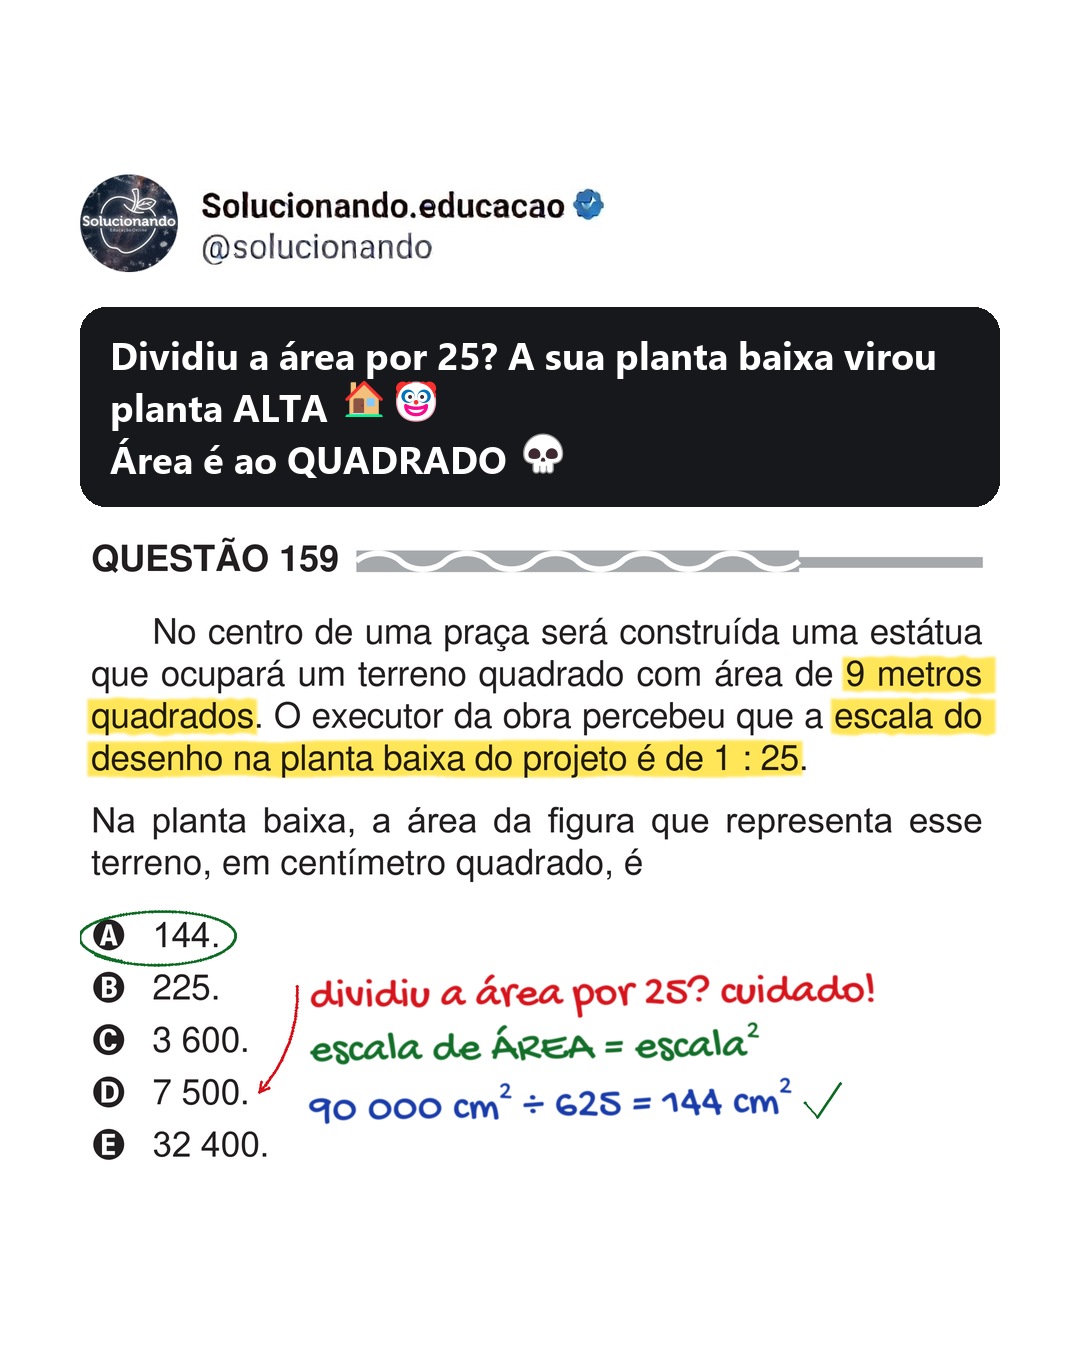 Solucionando
Solucionando.educacao
@solucionando
Dividiu a área por 25? A sua planta baixa virou
planta ALTA 🏠🤡
Área é ao QUADRADO 💀
QUESTÃO 159
No centro de uma praça será construída uma estátua
que ocupará um terreno quadrado com área de 9 metros
quadrados. O executor da obra percebeu que a escala do
desenho na planta baixa do projeto é de 1 : 25.
Na planta baixa, a área da figura que representa esse
terreno, em centímetro quadrado, é
A 144.
B 225.
C 3 600.
D 7 500.
E 32 400.
dividiu a área por 25? cuidado!
escala de ÁREA = escala²
90 000 cm² ÷ 625 = 144 cm² ✓